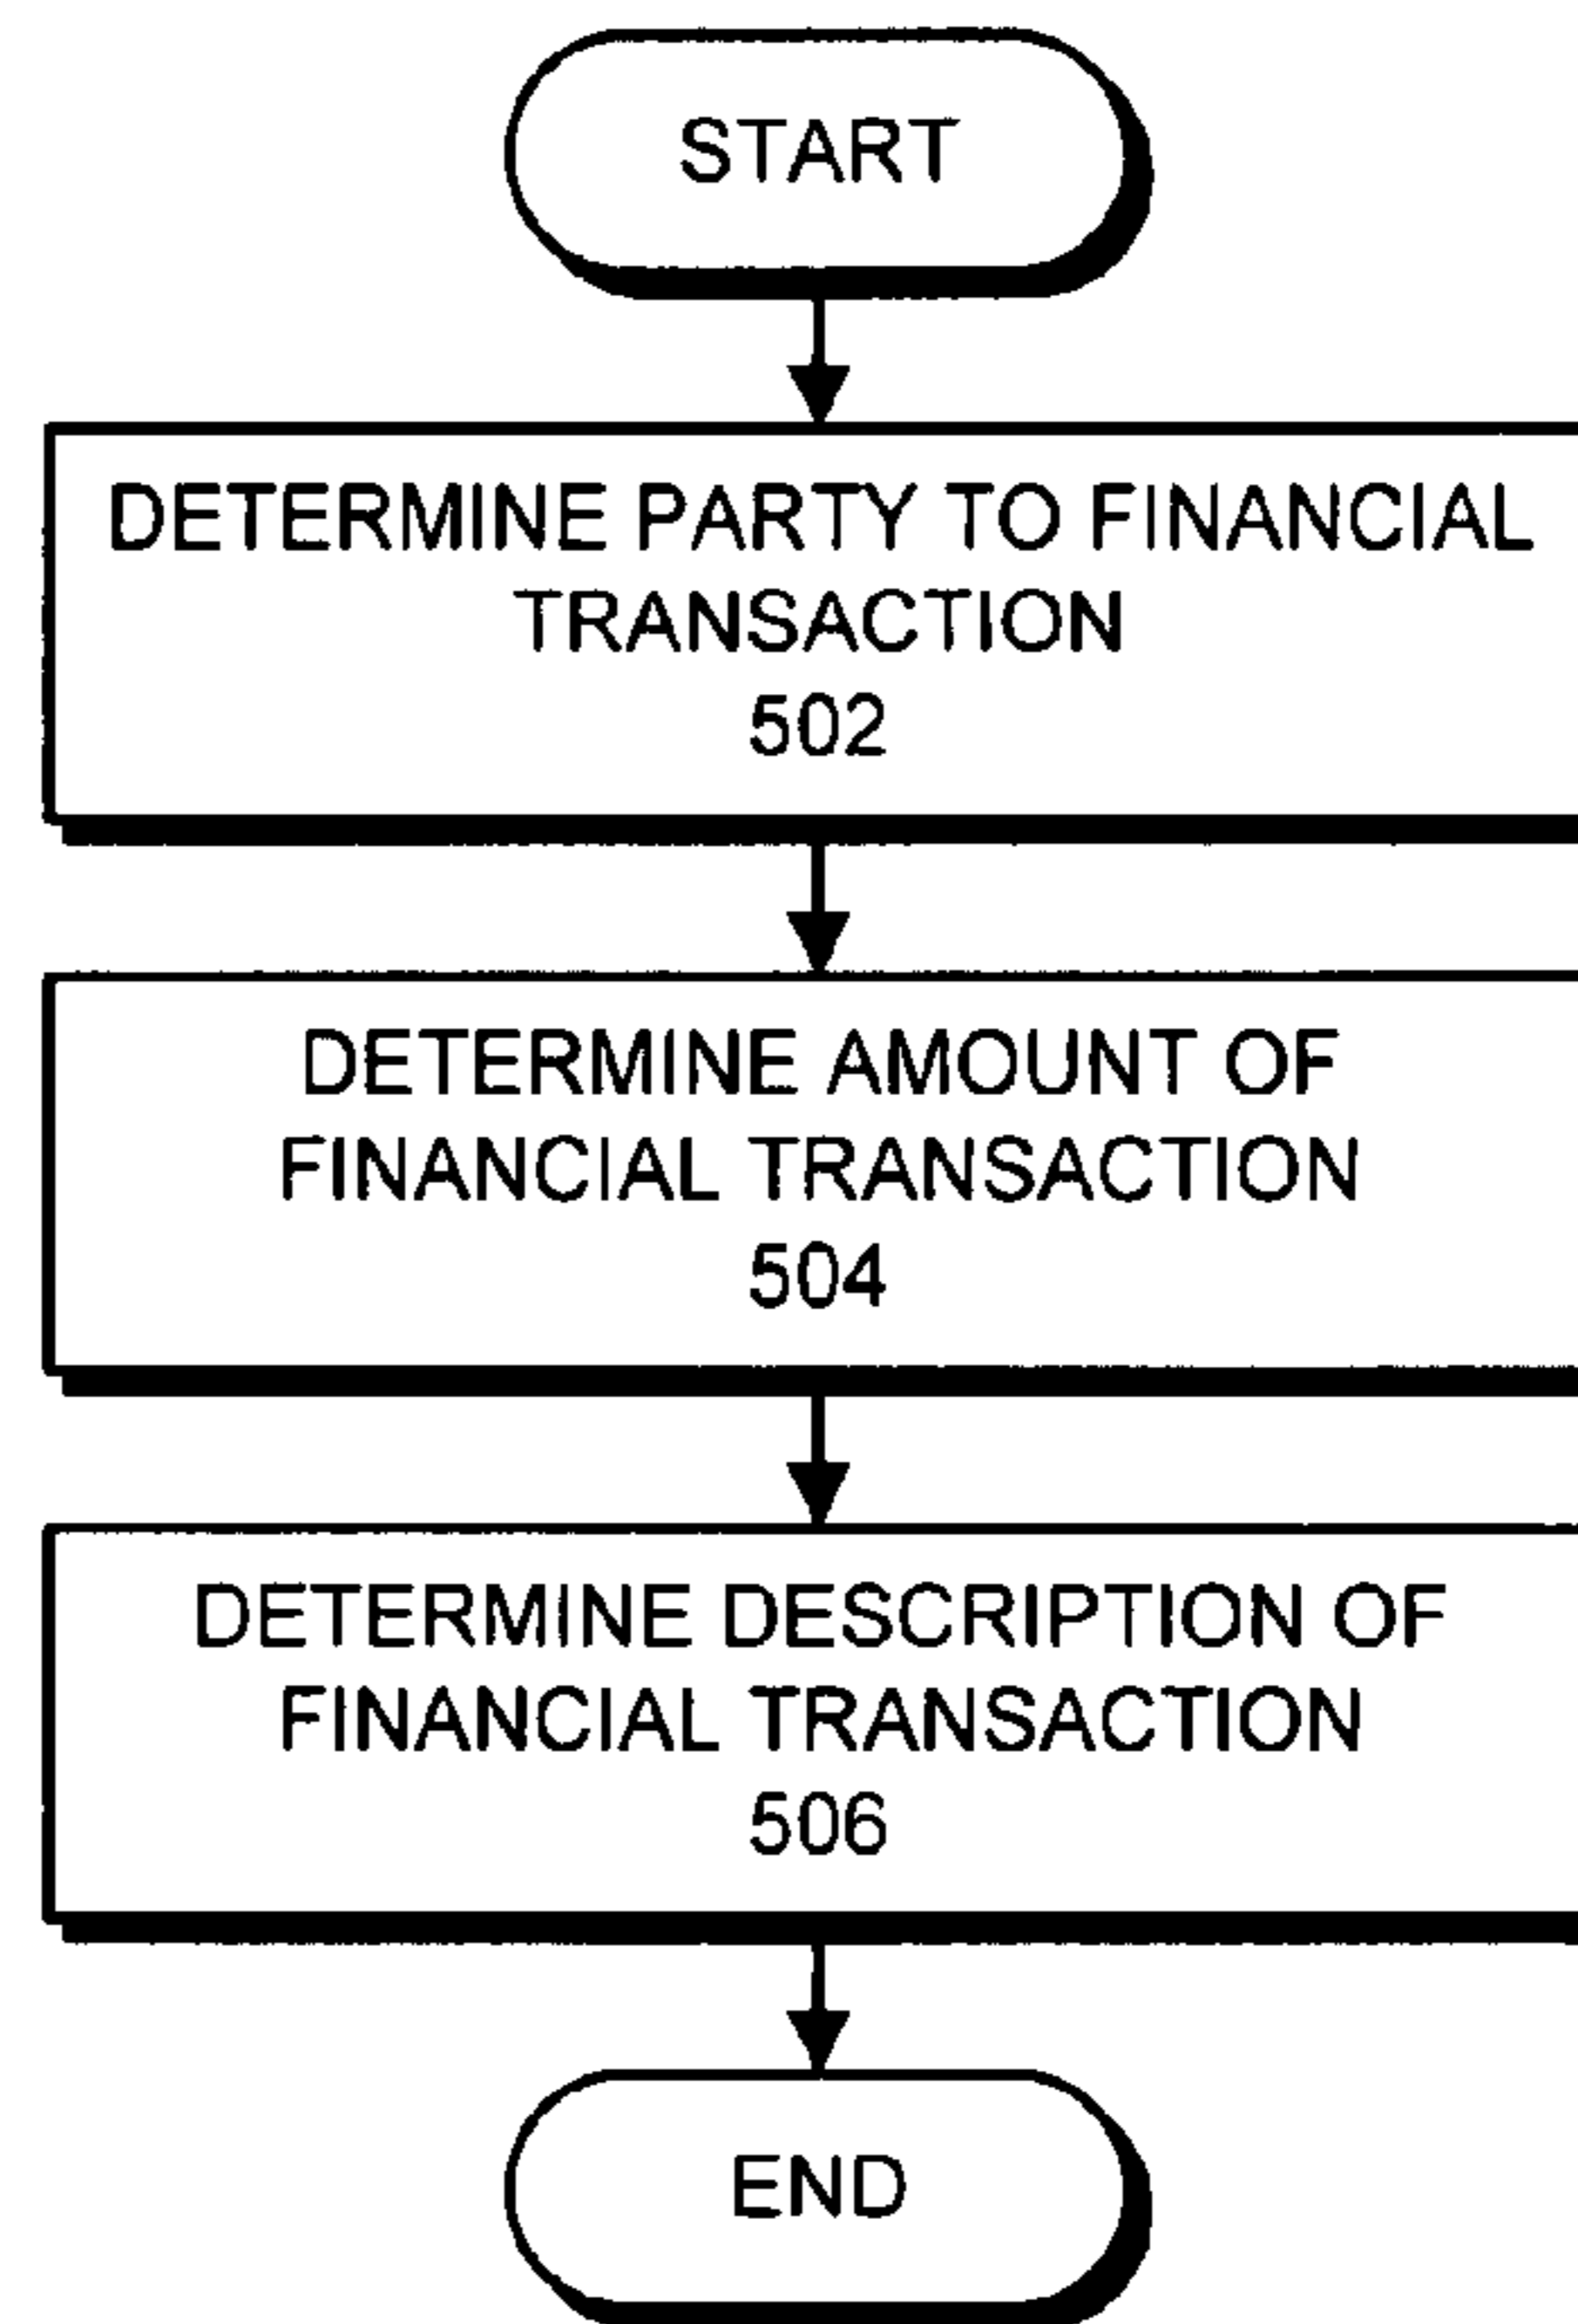 START
DETERMINE PARTY TO FINANCIAL
TRANSACTION
502
DETERMINE AMOUNT OF
FINANCIAL TRANSACTION
504
DETERMINE DESCRIPTION OF
FINANCIAL TRANSACTION
506
END